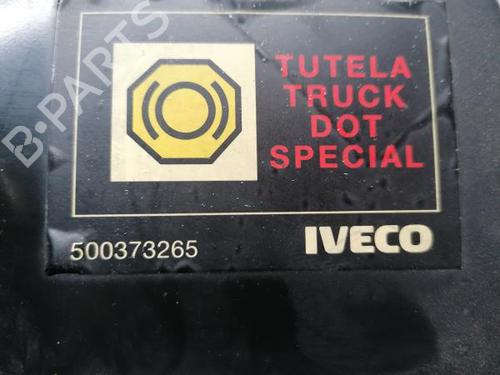 B-PARTS
TUTELA
TRUCK
DOT
SPECIAL
500373265
IVECO